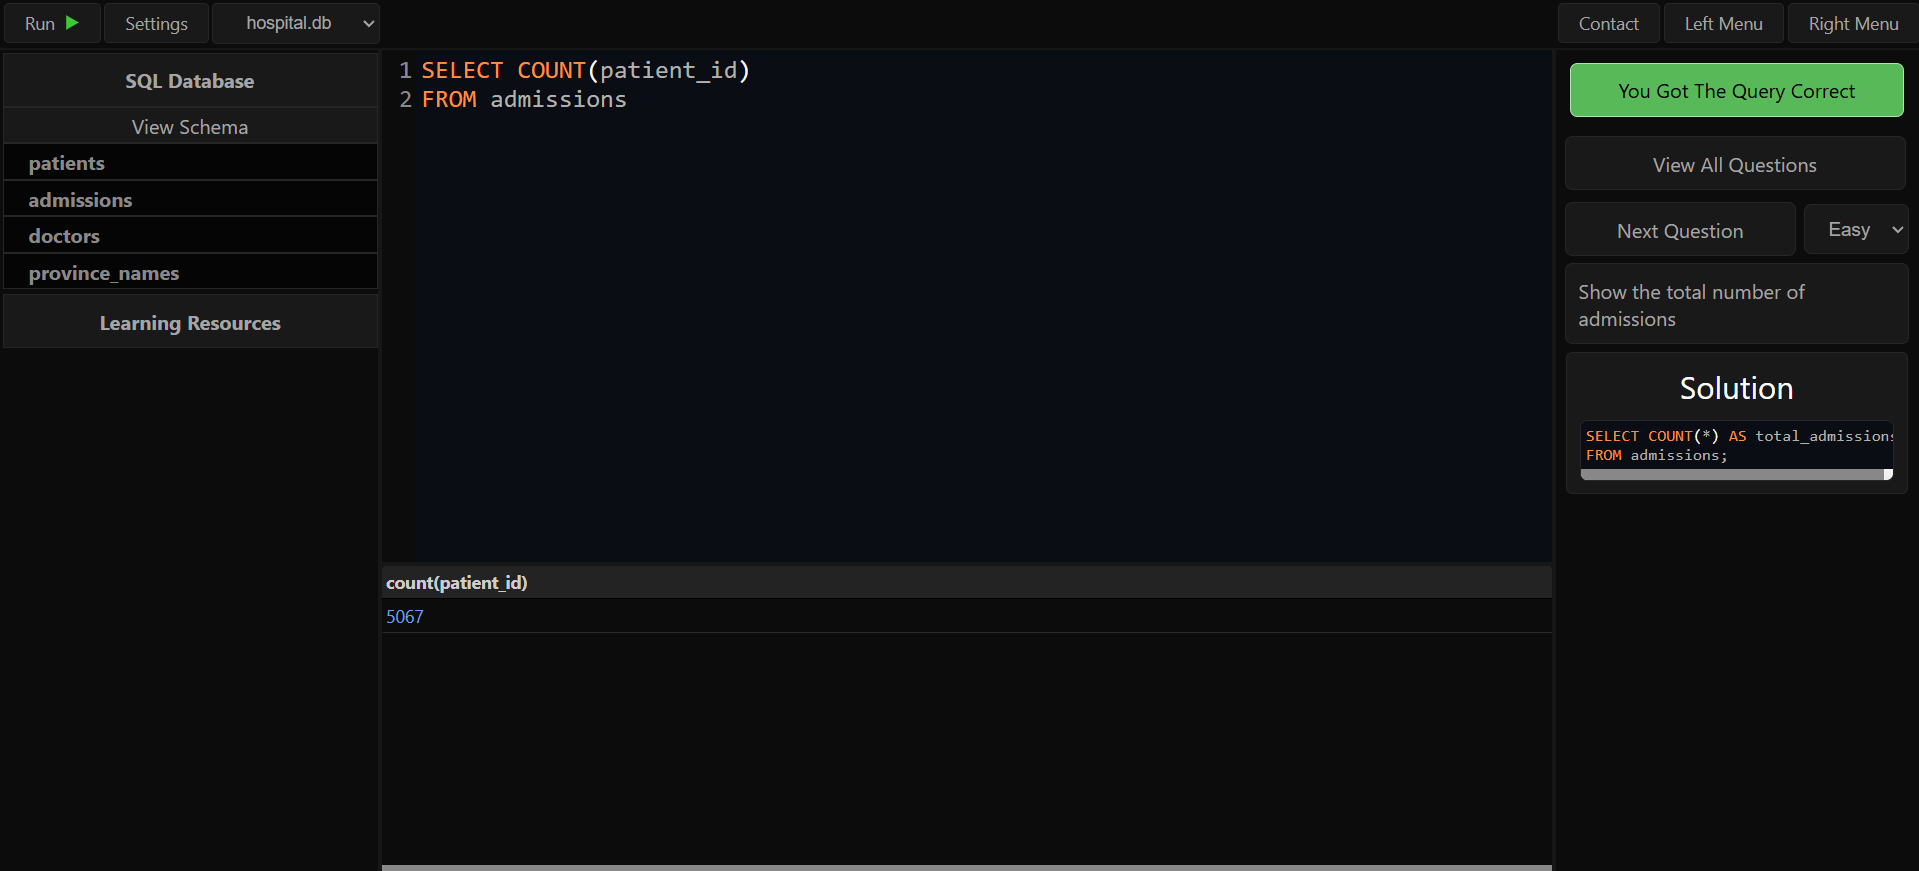 Run
Settings
hospital.db
Contact
Left Menu
Right Menu
SQL Database
View Schema
patients
admissions
doctors
province_names
Learning Resources
1 SELECT COUNT(patient_id)
2 FROM admissions
count(patient_id)
5067
You Got The Query Correct
View All Questions
Next Question
Easy
Show the total number of
admissions
Solution
SELECT COUNT(*) AS total_admissions
FROM admissions;